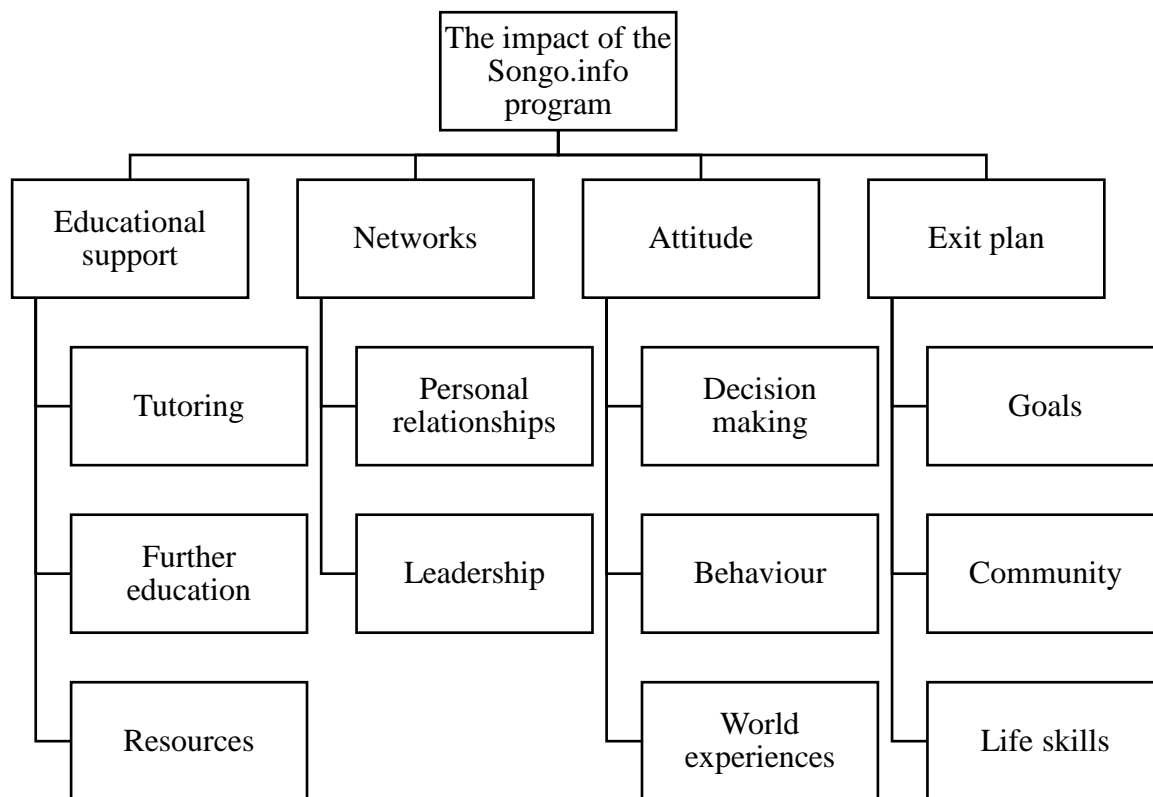 The impact of the
Songo.info
program
Educational
support
Networks
Attitude
Exit plan
Tutoring
Personal
relationships
Decision
making
Goals
Further
education
Leadership
Behaviour
Community
Resources
World
experiences
Life skills